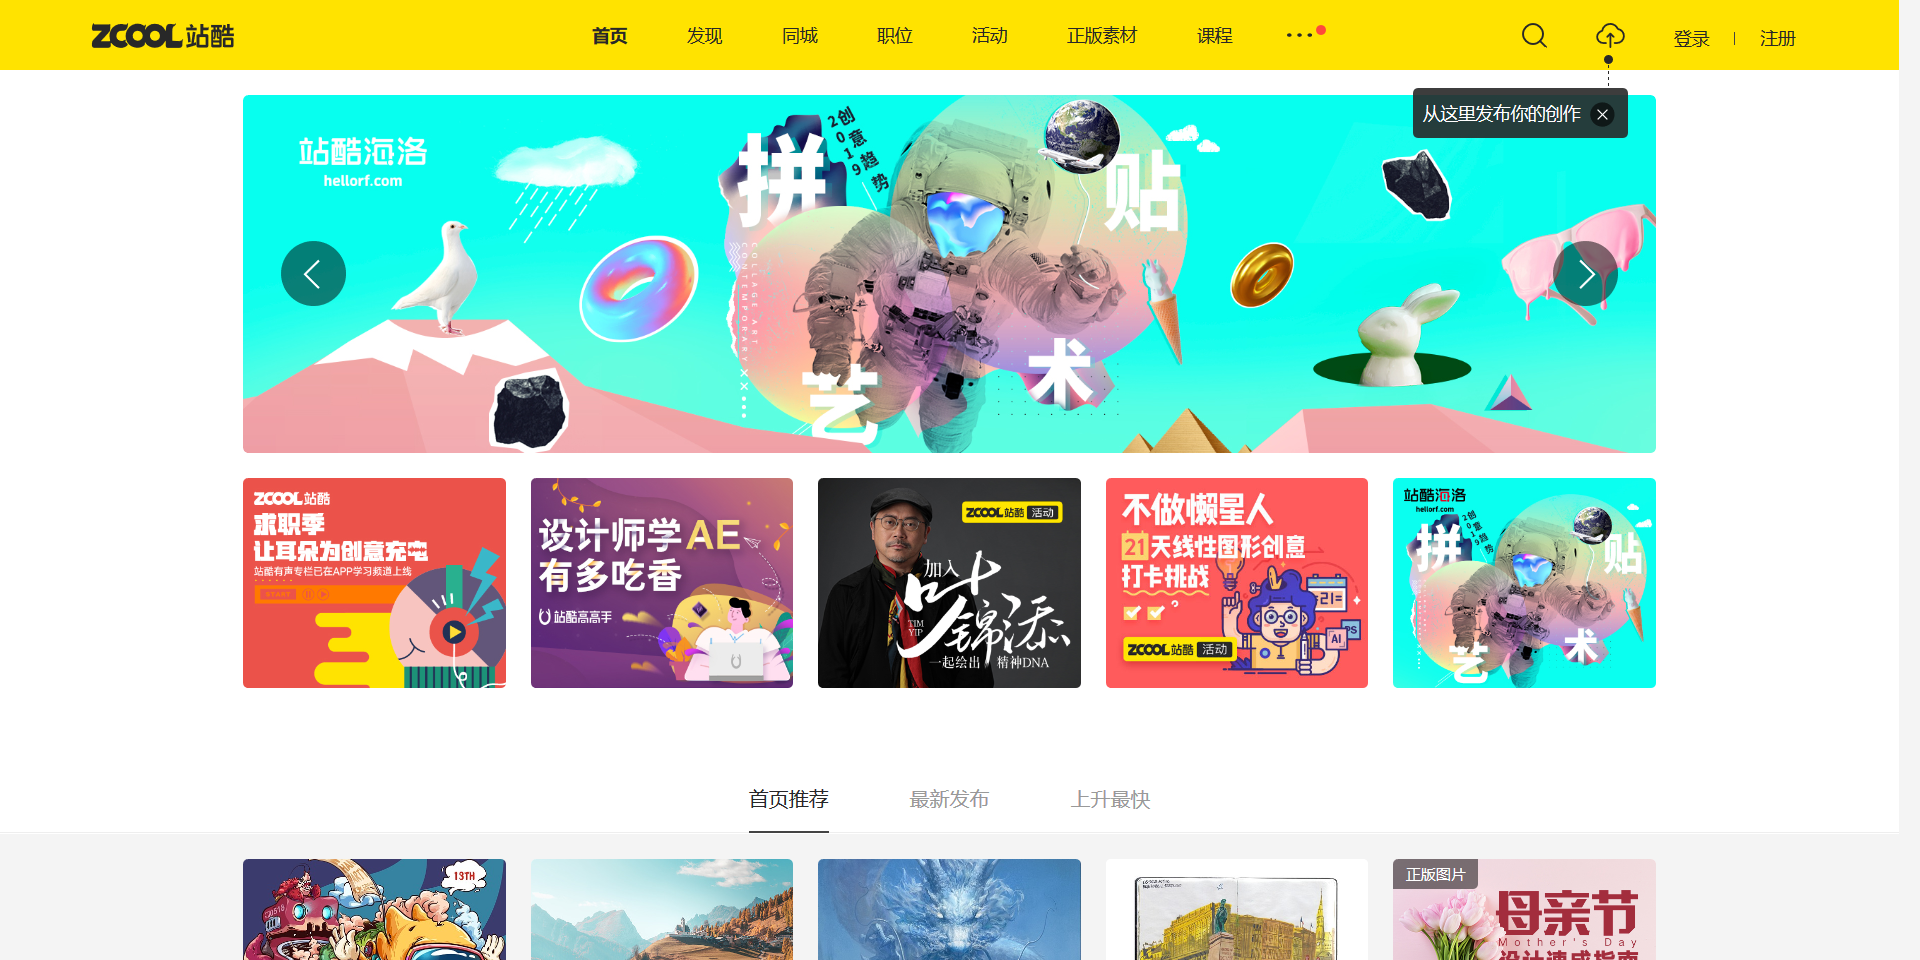 ZCOOL站酷
首页
发现
同城
职位
活动
正版素材
课程
登录
注册
从这里发布你的创作
站酷海洛
hellorf.com
拼
贴
艺
术
2019
创意趋势
COLLAGE ART
CONTEMPORARY
ZCOOL站酷
求职季
让耳朵为创意充电
站酷有声专栏已在APP学习频道上线
START
设计师学AE
有多吃香
站酷高高手
ZCOOL站酷 活动
加入
叶锦添
TIM
YIP
一起绘出 精神DNA
不做懒星人
21天线性图形创意
打卡挑战
21=
AI
PS
ZCOOL站酷 活动
站酷海洛
hellorf.com
2019
创意趋势
拼
贴
艺
术
首页推荐
最新发布
上升最快
13TH
正版图片
母亲节
Mother's Day
设计速成指南